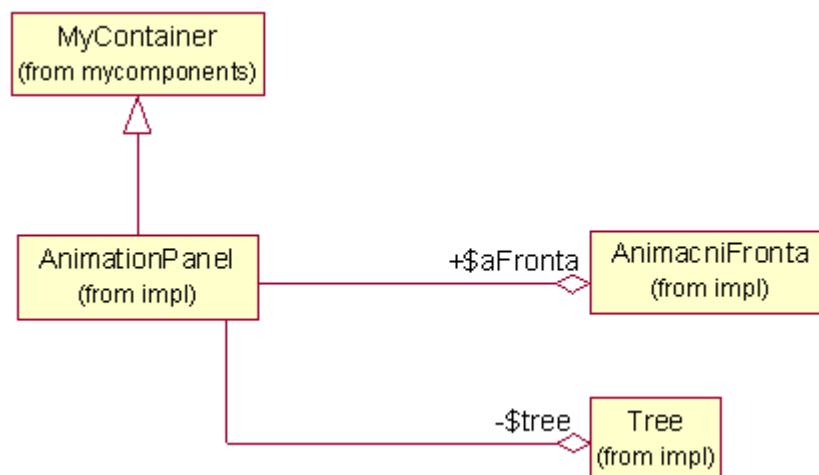 MyContainer
(from mycomponents)
AnimationPanel
(from impl)
+$aFronta
AnimacniFronta
(from impl)
-$tree
Tree
(from impl)